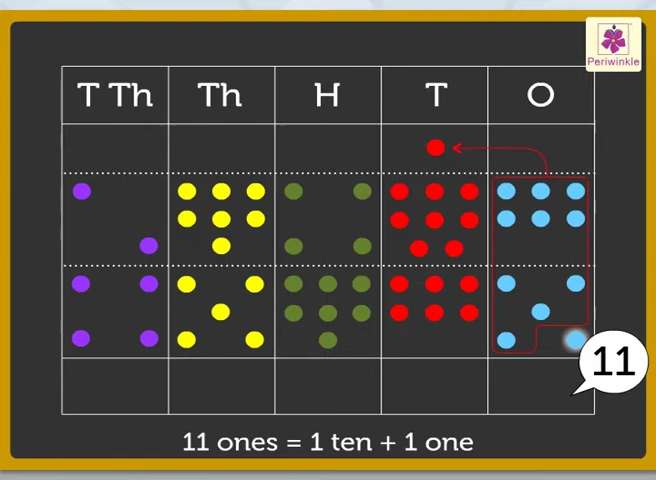 Periwinkle
T Th Th H T O
11
11 ones = 1 ten + 1 one